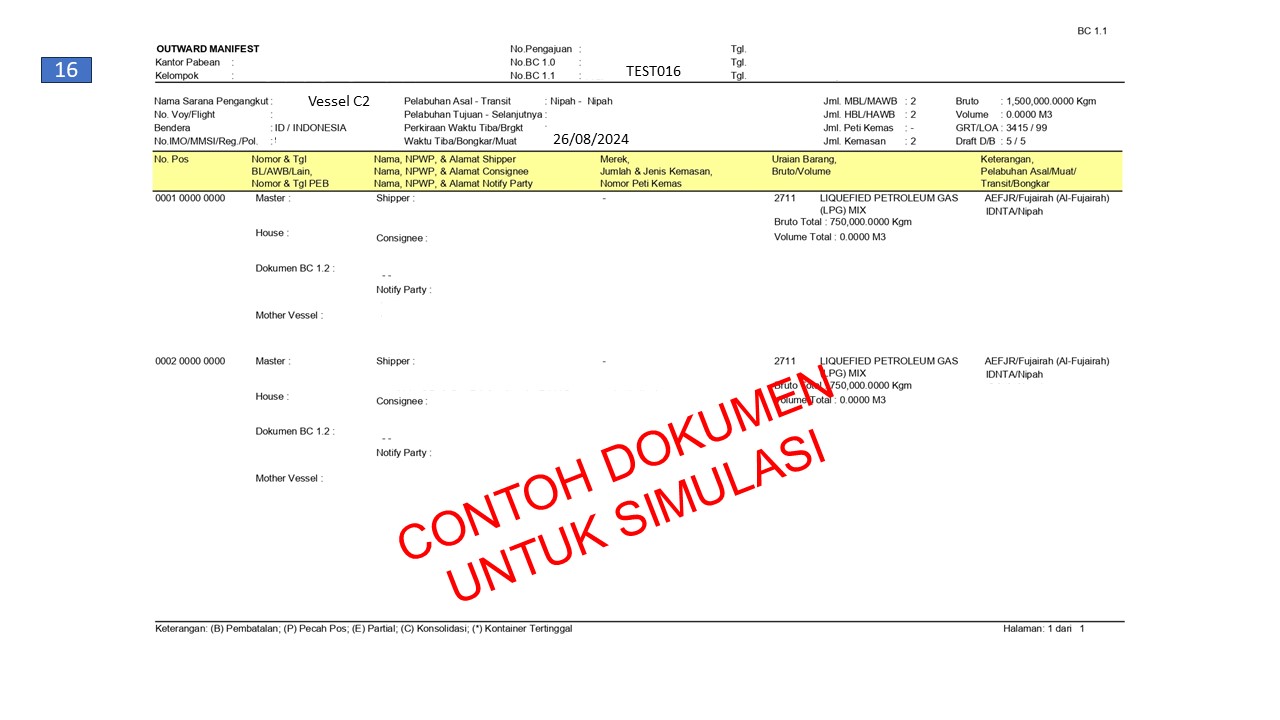 BC 1.1
16
OUTWARD MANIFEST No.Pengajuan : Tgl.
Kantor Pabean : No.BC 1.0 : Tgl.
Kelompok : No.BC 1.1 : TEST016 Tgl.
Nama Sarana Pengangkut : Vessel C2 Pelabuhan Asal - Transit : Nipah - Nipah Jml. MBL/MAWB : 2 Bruto : 1,500,000.0000 Kgm
No. Voy/Flight : Pelabuhan Tujuan - Selanjutnya : Jml. HBL/HAWB : 2 Volume : 0.0000 M3
Bendera : ID / INDONESIA Perkiraan Waktu Tiba/Brgkt Jml. Peti Kemas : - GRT/LOA : 3415 / 99
No.IMO/MMSI/Reg./Pol. : Waktu Tiba/Bongkar/Muat 26/08/2024 Jml. Kemasan : 2 Draft D/B : 5 / 5
No. Pos Nomor & Tgl Nama, NPWP, & Alamat Shipper Merek, Uraian Barang, Keterangan,
BL/AWB/Lain, Nama, NPWP, & Alamat Consignee Jumlah & Jenis Kemasan, Bruto/Volume Pelabuhan Asal/Muat/
Nomor & Tgl PEB Nama, NPWP, & Alamat Notify Party Nomor Peti Kemas Transit/Bongkar
0001 0000 0000 Master : Shipper : - 2711 LIQUEFIED PETROLEUM GAS AEFJR/Fujairah (Al-Fujairah)
(LPG) MIX IDNTA/Nipah
Bruto Total : 750,000.0000 Kgm
House : Consignee : Volume Total : 0.0000 M3
Dokumen BC 1.2 :
- -
Notify Party :
Mother Vessel :
0002 0000 0000 Master : Shipper : - 2711 LIQUEFIED PETROLEUM GAS AEFJR/Fujairah (Al-Fujairah)
(LPG) MIX IDNTA/Nipah
Bruto Total : 750,000.0000 Kgm
House : Consignee : Volume Total : 0.0000 M3
Dokumen BC 1.2 :
- -
Notify Party :
Mother Vessel :
CONTOH DOKUMEN
UNTUK SIMULASI
Keterangan: (B) Pembatalan; (P) Pecah Pos; (E) Partial; (C) Konsolidasi; (*) Kontainer Tertinggal Halaman: 1 dari 1